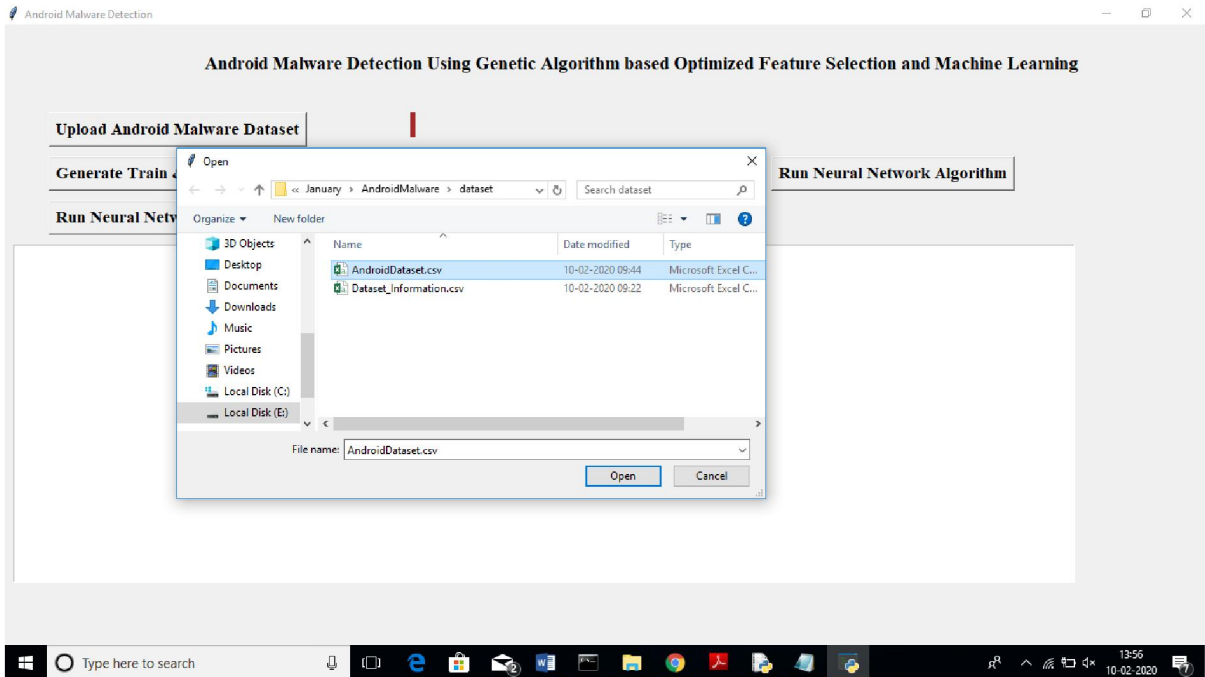 Android Malware Detection
Android Malware Detection Using Genetic Algorithm based Optimized Feature Selection and Machine Learning
Upload Android Malware Dataset
Generate Train
Run Neural Network Algorithm
Run Neural Netw
Open
« January > AndroidMalware > dataset
Search dataset
Organize
New folder
3D Objects
Desktop
Documents
Downloads
Music
Pictures
Videos
Local Disk (C:)
Local Disk (E:)
Name Date modified Type
AndroidDataset.csv 10-02-2020 09:44 Microsoft Excel C...
Dataset_Information.csv 10-02-2020 09:22 Microsoft Excel C...
File name: AndroidDataset.csv
Open Cancel
Type here to search
13:56
10-02-2020